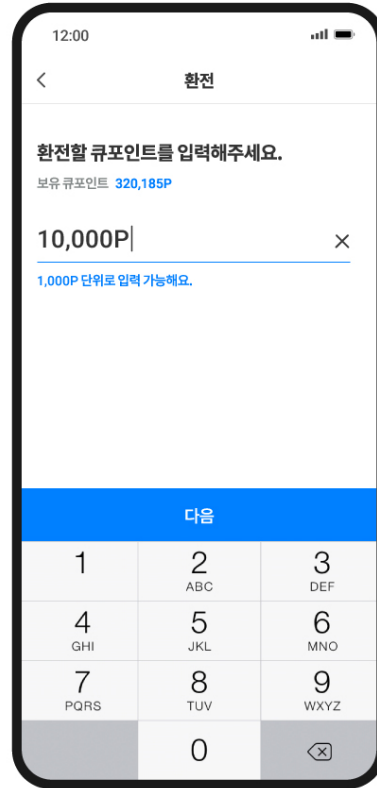 12:00
환전
환전할 큐포인트를 입력해주세요.
보유 큐포인트 320,185P
10,000P
1,000P 단위로 입력 가능해요.
다음
1 2 3
ABC DEF
4 5 6
GHI JKL MNO
7 8 9
PQRS TUV WXYZ
0